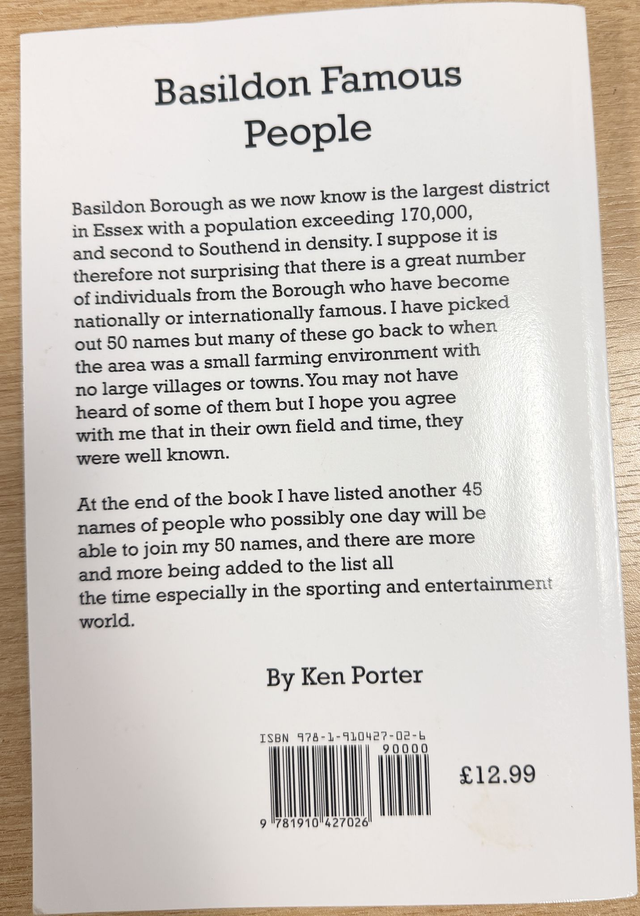 Basildon Famous
People
Basildon Borough as we now know is the largest district
in Essex with a population exceeding 170,000,
and second to Southend in density. I suppose it is
therefore not surprising that there is a great number
of individuals from the Borough who have become
nationally or internationally famous. I have picked
out 50 names but many of these go back to when
the area was a small farming environment with
no large villages or towns. You may not have
heard of some of them but I hope you agree
with me that in their own field and time, they
were well known.
At the end of the book I have listed another 45
names of people who possibly one day will be
able to join my 50 names, and there are more
and more being added to the list all
the time especially in the sporting and entertainment
world.
By Ken Porter
ISBN 978-1-910427-02-6
90000
£12.99
9 781910 427026